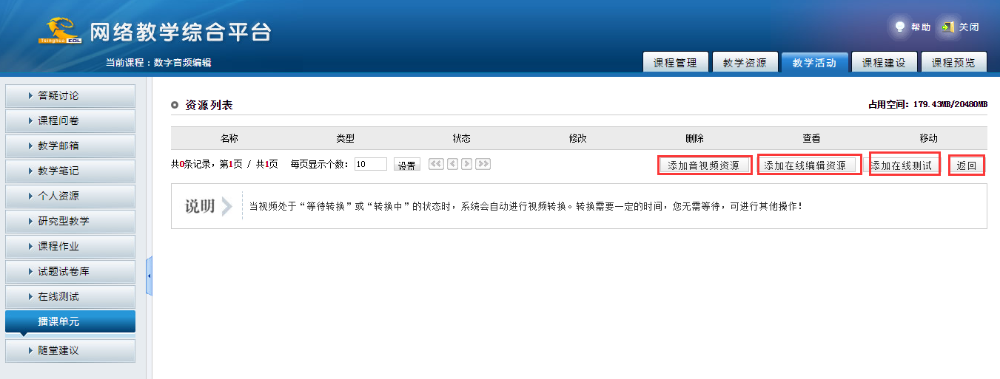 Tsinghua EOL 网络教学综合平台
帮助 关闭
当前课程：数字音频编辑
课程管理 教学资源 教学活动 课程建设 课程预览
答疑讨论
课程问卷
教学邮箱
教学笔记
个人资源
研究型教学
课程作业
试题试卷库
在线测试
播课单元
随堂建议
资源列表 占用空间：179.43MB/20480MB
名称 类型 状态 修改 删除 查看 移动
共0条记录，第1页 / 共1页 每页显示个数： 10 设置 添加音视频资源 添加在线编辑资源 添加在线测试 返回
说明 当视频处于“等待转换”或“转换中”的状态时，系统会自动进行视频转换。转换需要一定的时间，您无需等待，可进行其他操作！